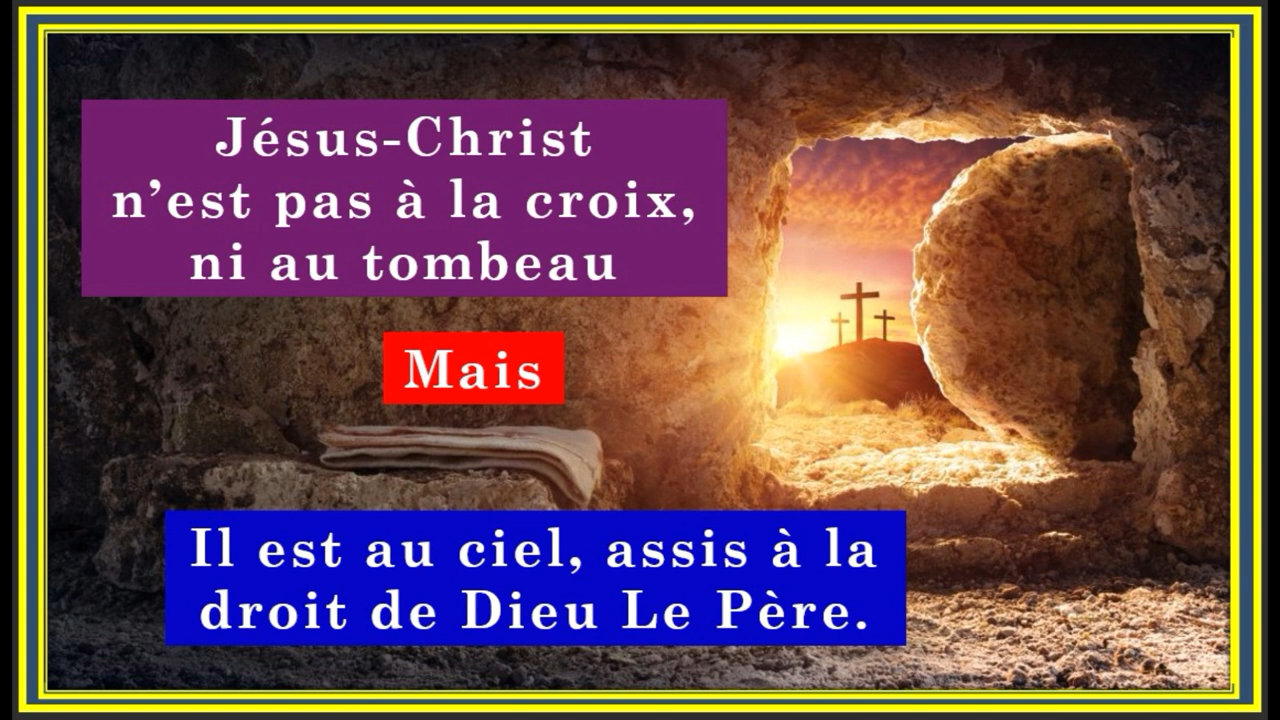 Jésus-Christ
n’est pas à la croix,
ni au tombeau
Mais
Il est au ciel, assis à la
droit de Dieu Le Père.